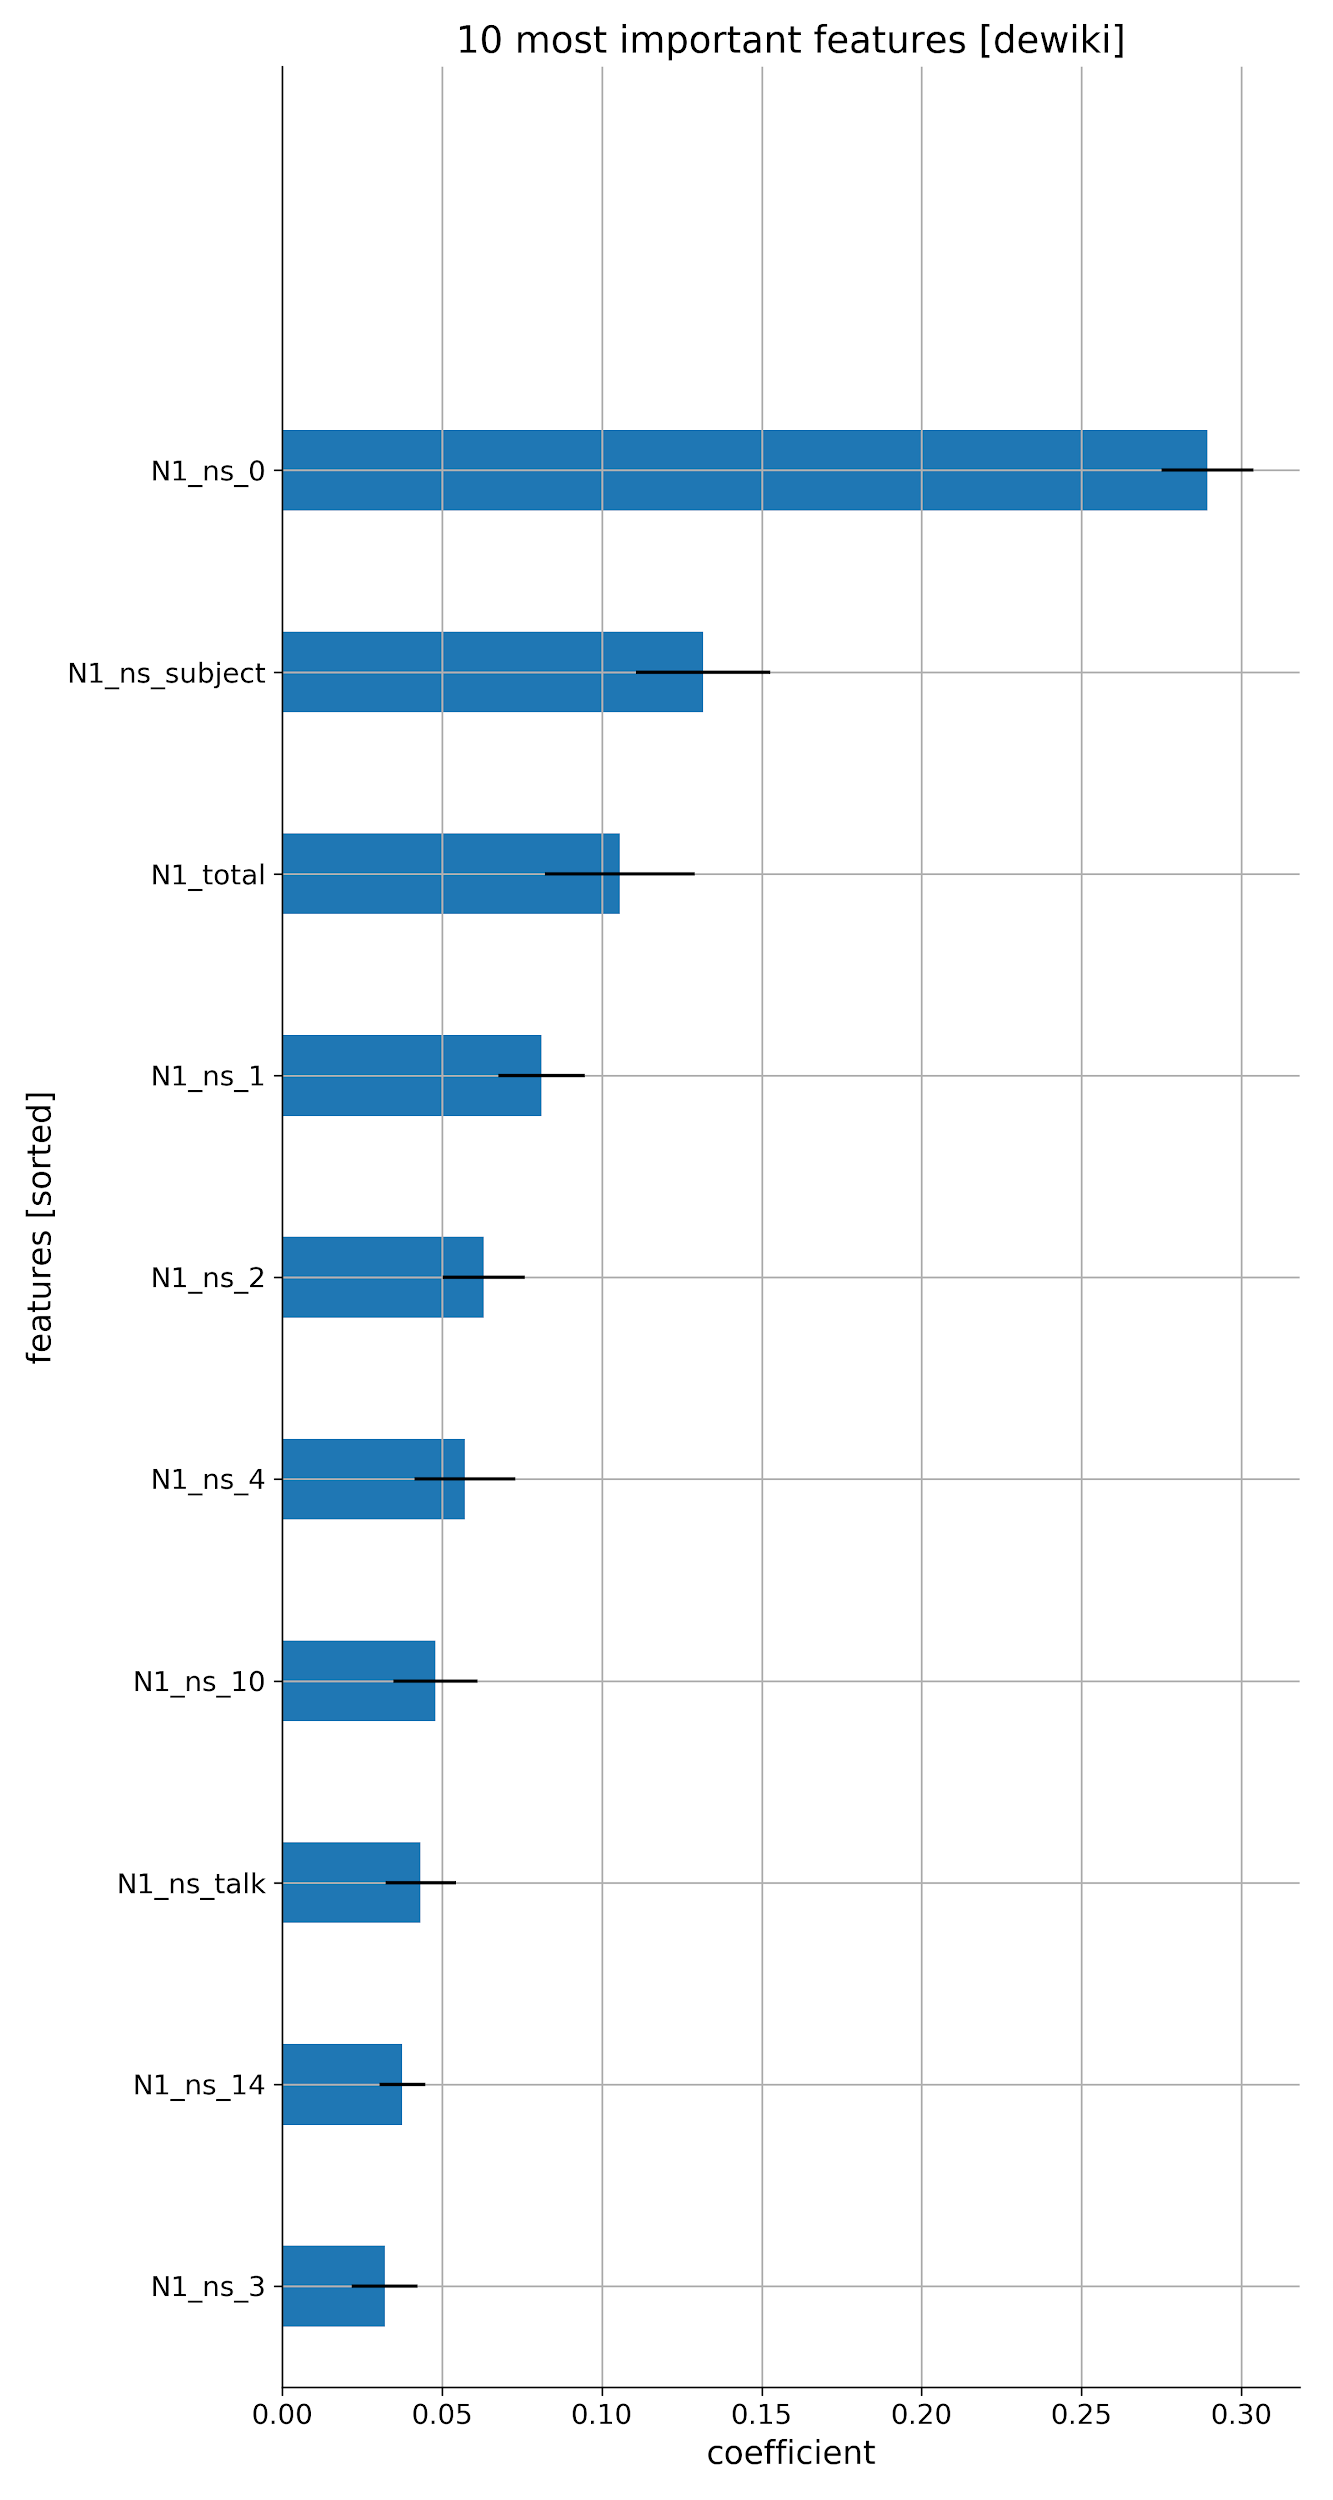 10 most important features [dewiki]
N1_ns_0
N1_ns_subject
N1_total
N1_ns_1
N1_ns_2
N1_ns_4
N1_ns_10
N1_ns_talk
N1_ns_14
N1_ns_3
features [sorted]
0.00 0.05 0.10 0.15 0.20 0.25 0.30
coefficient